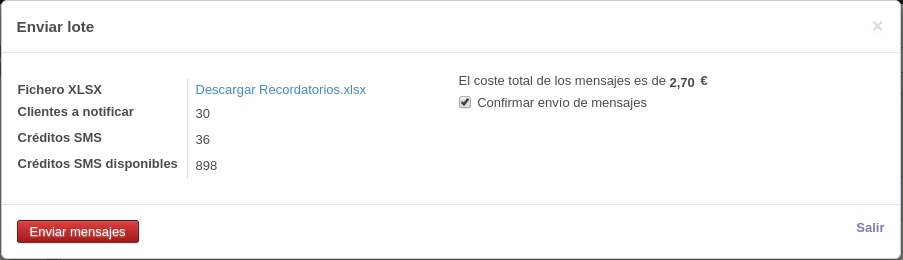 Enviar lote ×
Fichero XLSX Descargar Recordatorios.xlsx
Clientes a notificar 30
Créditos SMS 36
Créditos SMS disponibles 898
El coste total de los mensajes es de 2,70 €
Confirmar envío de mensajes
Enviar mensajes
Salir